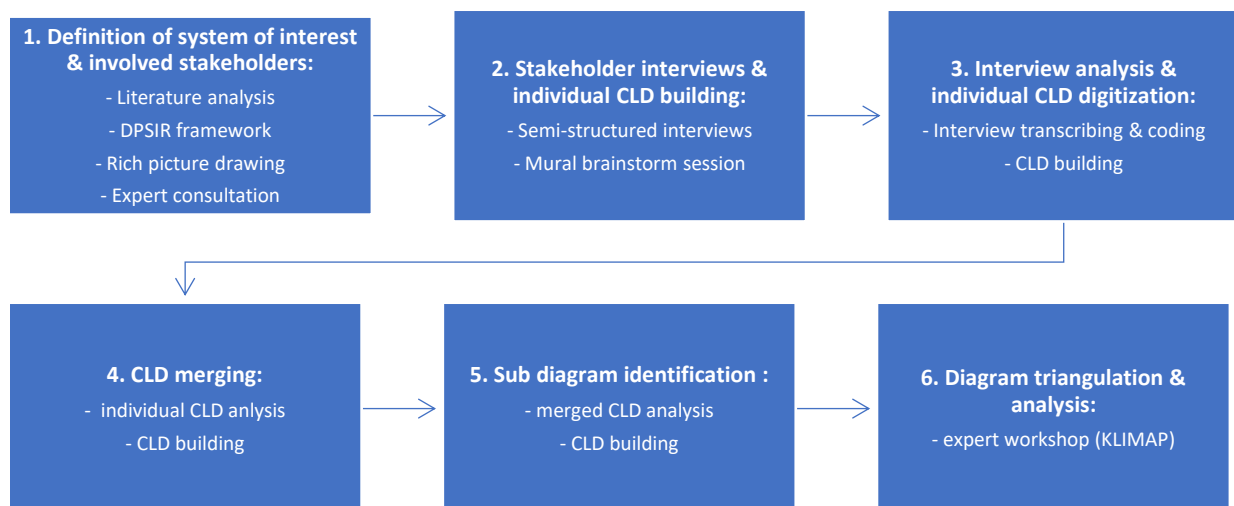 1. Definition of system of interest
& involved stakeholders:
- Literature analysis
- DPSIR framework
- Rich picture drawing
- Expert consultation
2. Stakeholder interviews &
individual CLD building:
- Semi-structured interviews
- Mural brainstorm session
3. Interview analysis &
individual CLD digitization:
- Interview transcribing & coding
- CLD building
4. CLD merging:
- individual CLD anlysis
- CLD building
5. Sub diagram identification :
- merged CLD analysis
- CLD building
6. Diagram triangulation &
analysis:
- expert workshop (KLIMAP)